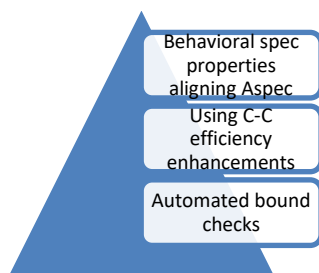 Behavioral spec
properties
aligning Aspec
Using C-C
efficiency
enhancements
Automated bound
checks